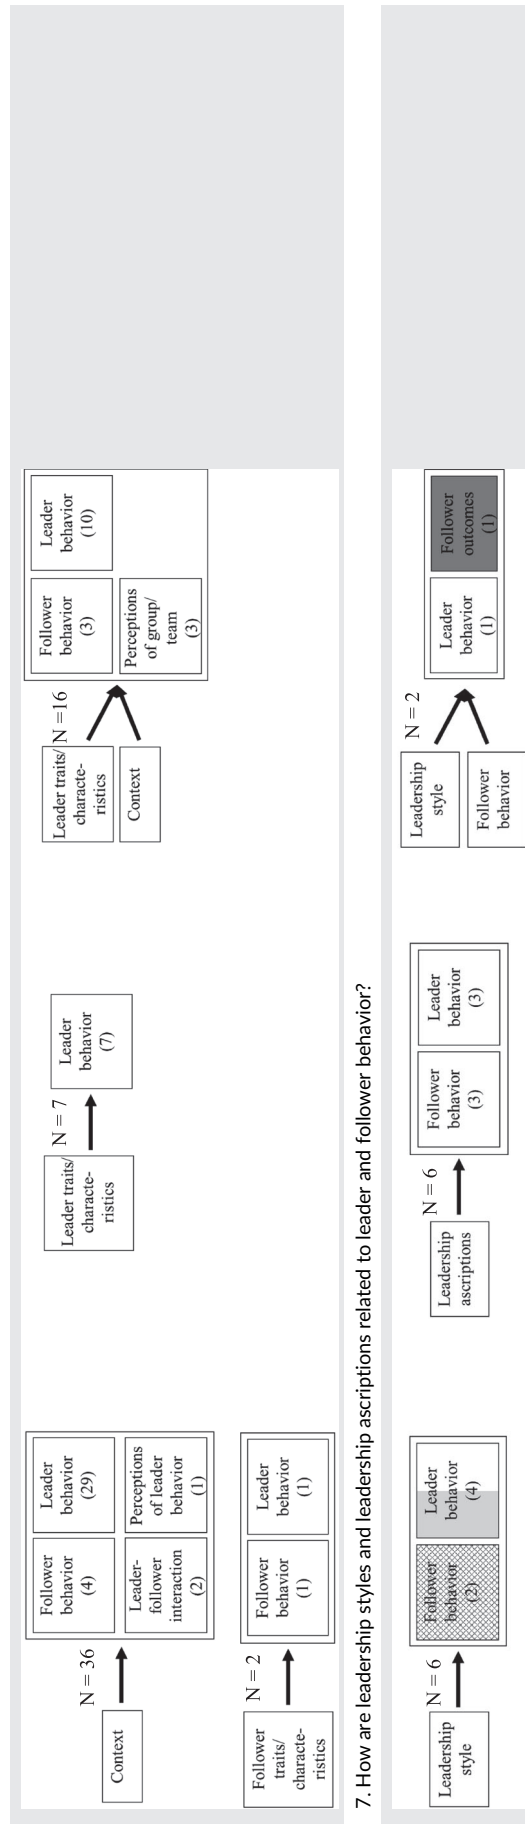 Context
N = 36
Follower
behavior
(4)
Leader
behavior
(29)
Leader-
follower
interaction
(2)
Perceptions
of leader
behavior
(1)
Leader traits/
characte-
ristics
N = 7
Leader
behavior
(7)
Leader traits/
characte-
ristics
Context
N =16
Follower
behavior
(3)
Leader
behavior
(10)
Perceptions
of group/
team
(3)
Follower
traits/
characte-
ristics
N = 2
Follower
behavior
(1)
Leader
behavior
(1)
7. How are leadership styles and leadership ascriptions related to leader and follower behavior?
Leadership
style
N = 6
Follower
behavior
(2)
Leader
behavior
(4)
Leadership
ascriptions
N = 6
Follower
behavior
(3)
Leader
behavior
(3)
Leadership
style
Follower
behavior
N = 2
Leader
behavior
(1)
Follower
outcomes
(1)